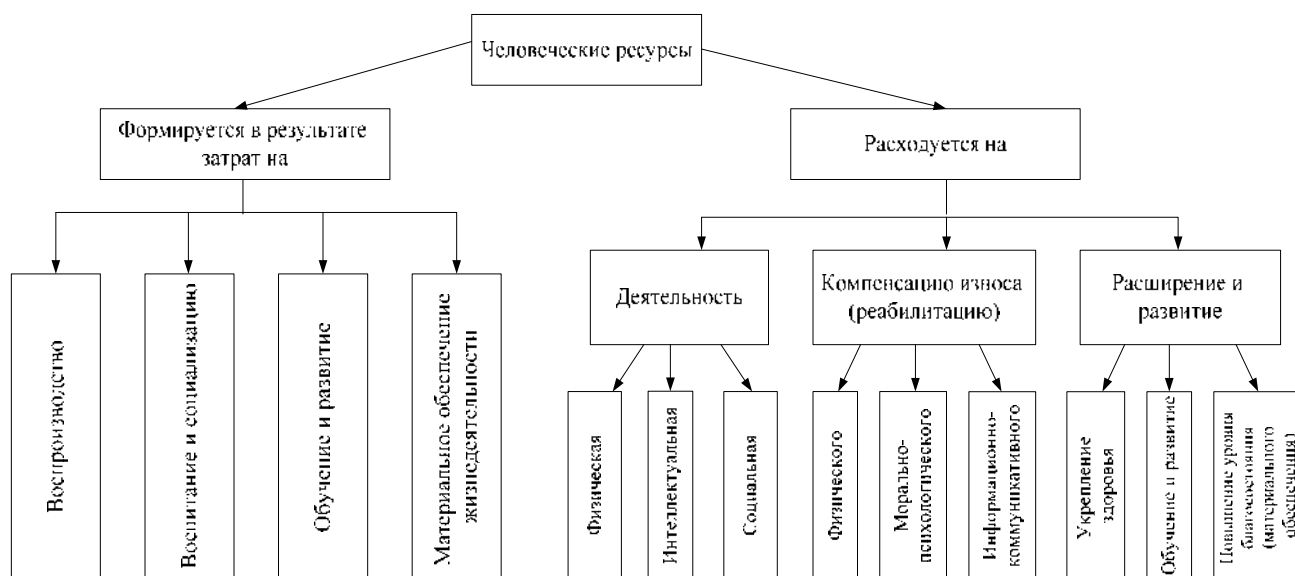 Человеческие ресурсы
Формируется в результате
затрат на
Расходуется на
Воспроизводство
Воспитание и социализацию
Обучение и развитие
Материальное обеспечение
жизнедеятельности
Деятельность
Компенсацию износа
(реабилитацию)
Расширение и
развитие
Физическая
Интеллектуальная
Социальная
Физического
Морально-
психологического
Информационно-
коммуникативного
Укрепление
здоровья
Обучение и развитие
Повышение уровня
благосостояния
(материального
обеспечения)